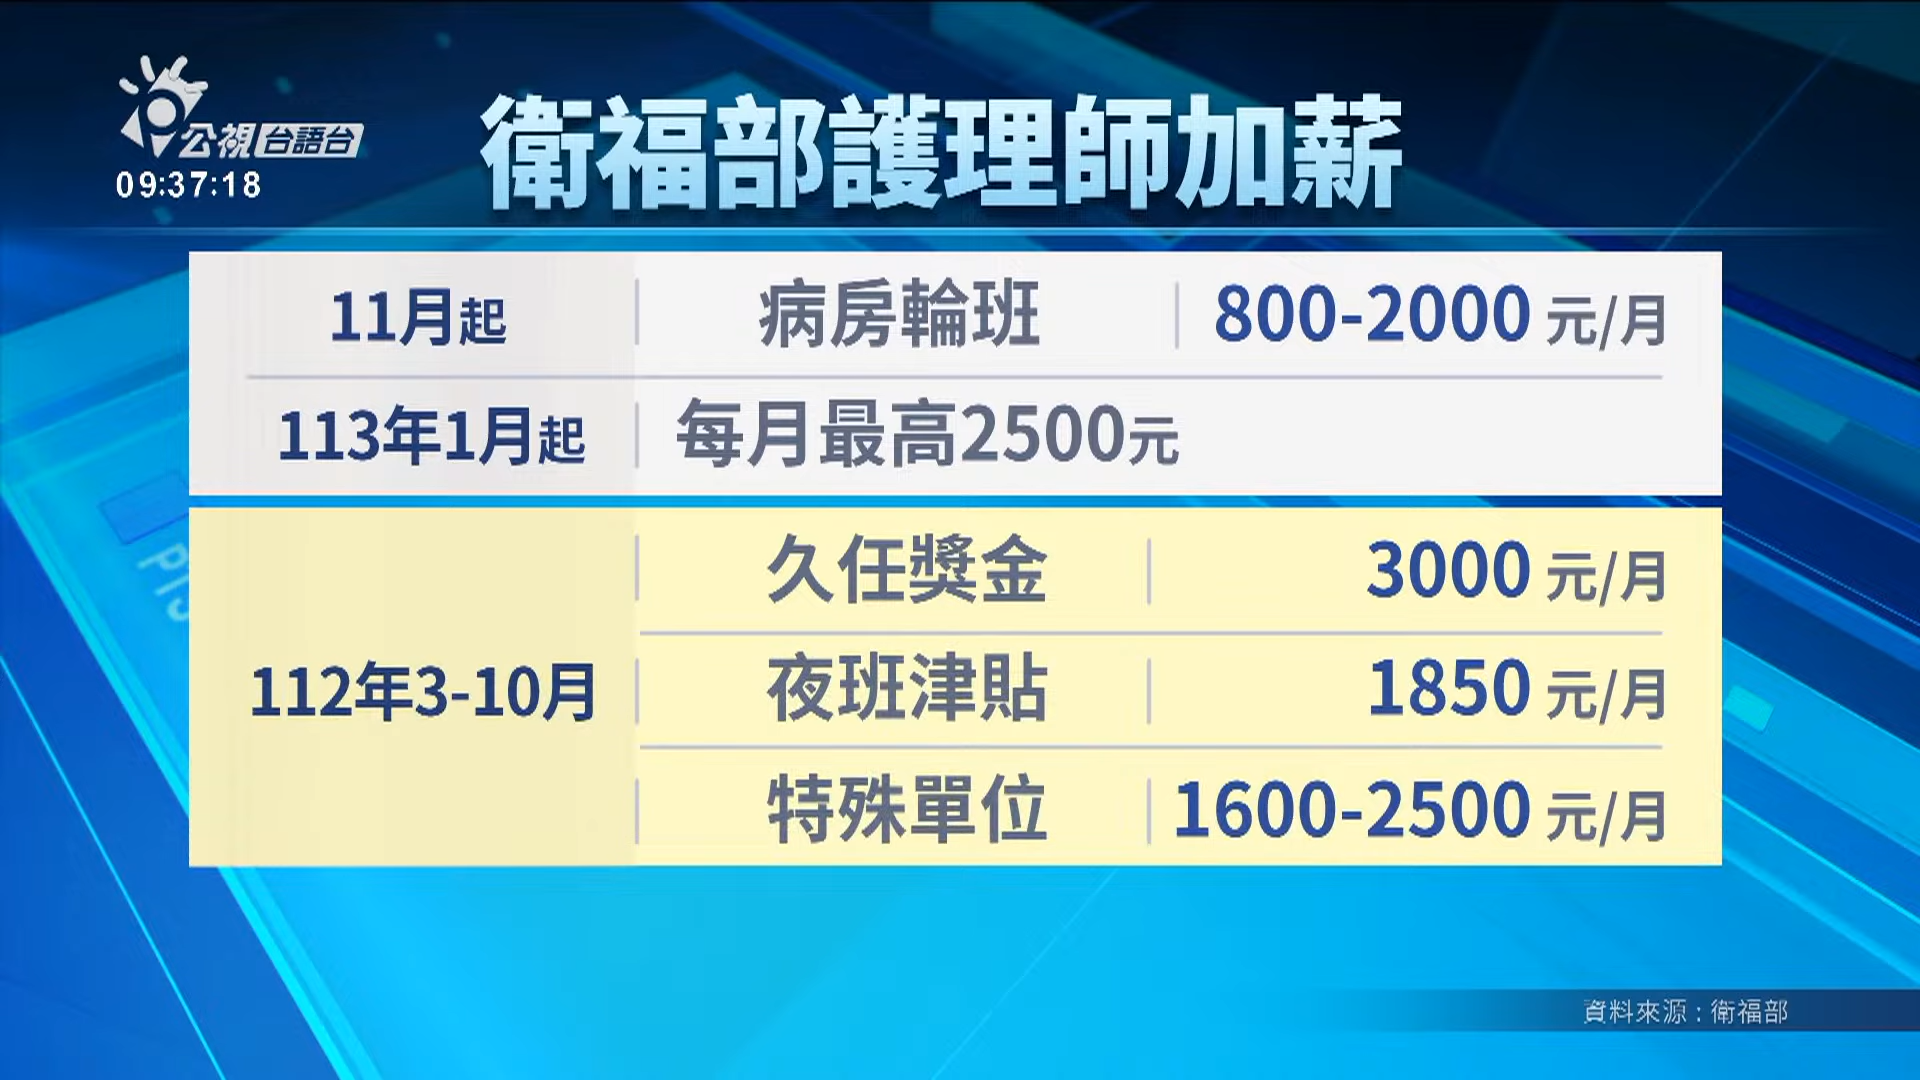 公視台語台
09:37:18
衛福部護理師加薪
11月起 病房輪班 800-2000 元/月
113年1月起 每月最高2500元
久任獎金 3000 元/月
112年3-10月 夜班津貼 1850 元/月
特殊單位 1600-2500 元/月
PTS
資料來源:衛福部